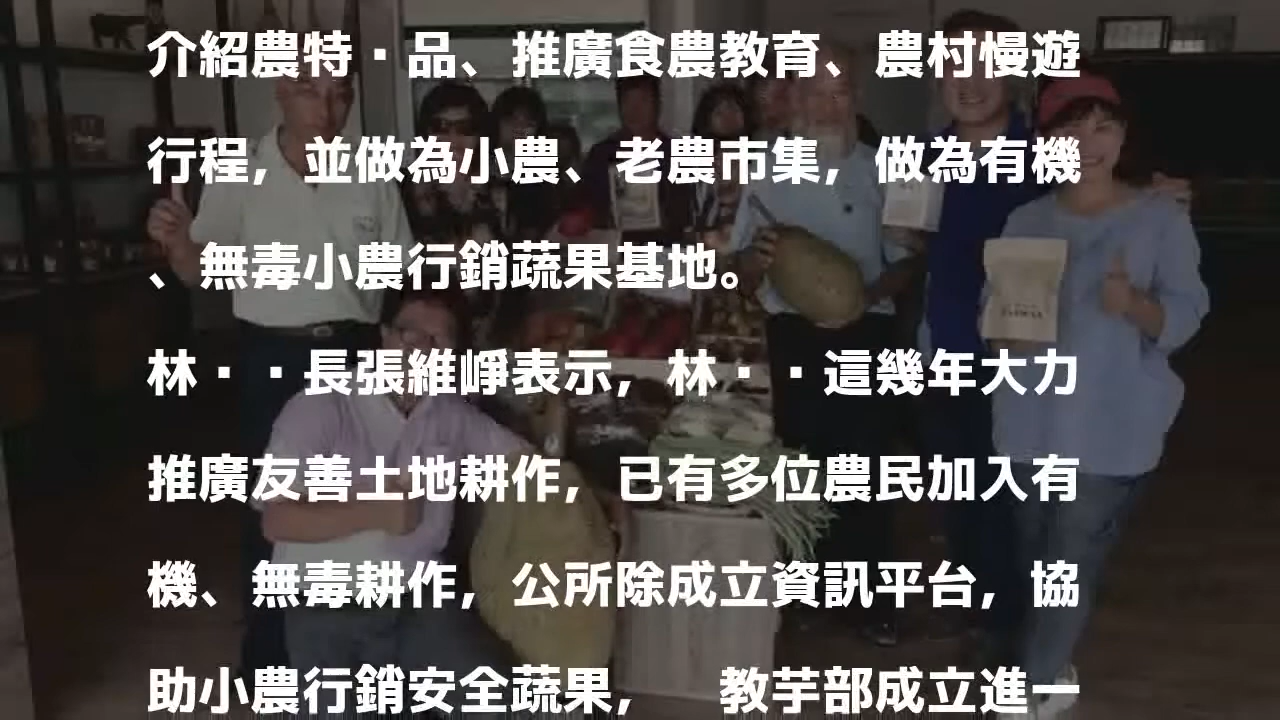 介紹農特·品、推廣食農教育、農村慢遊
行程，並做為小農、老農市集，做為有機
、無毒小農行銷蔬果基地。
林··長張維崢表示，林··這幾年大力
推廣友善土地耕作，已有多位農民加入有
機、無毒耕作，公所除成立資訊平台，協
助小農行銷安全蔬果，　教芋部成立進一